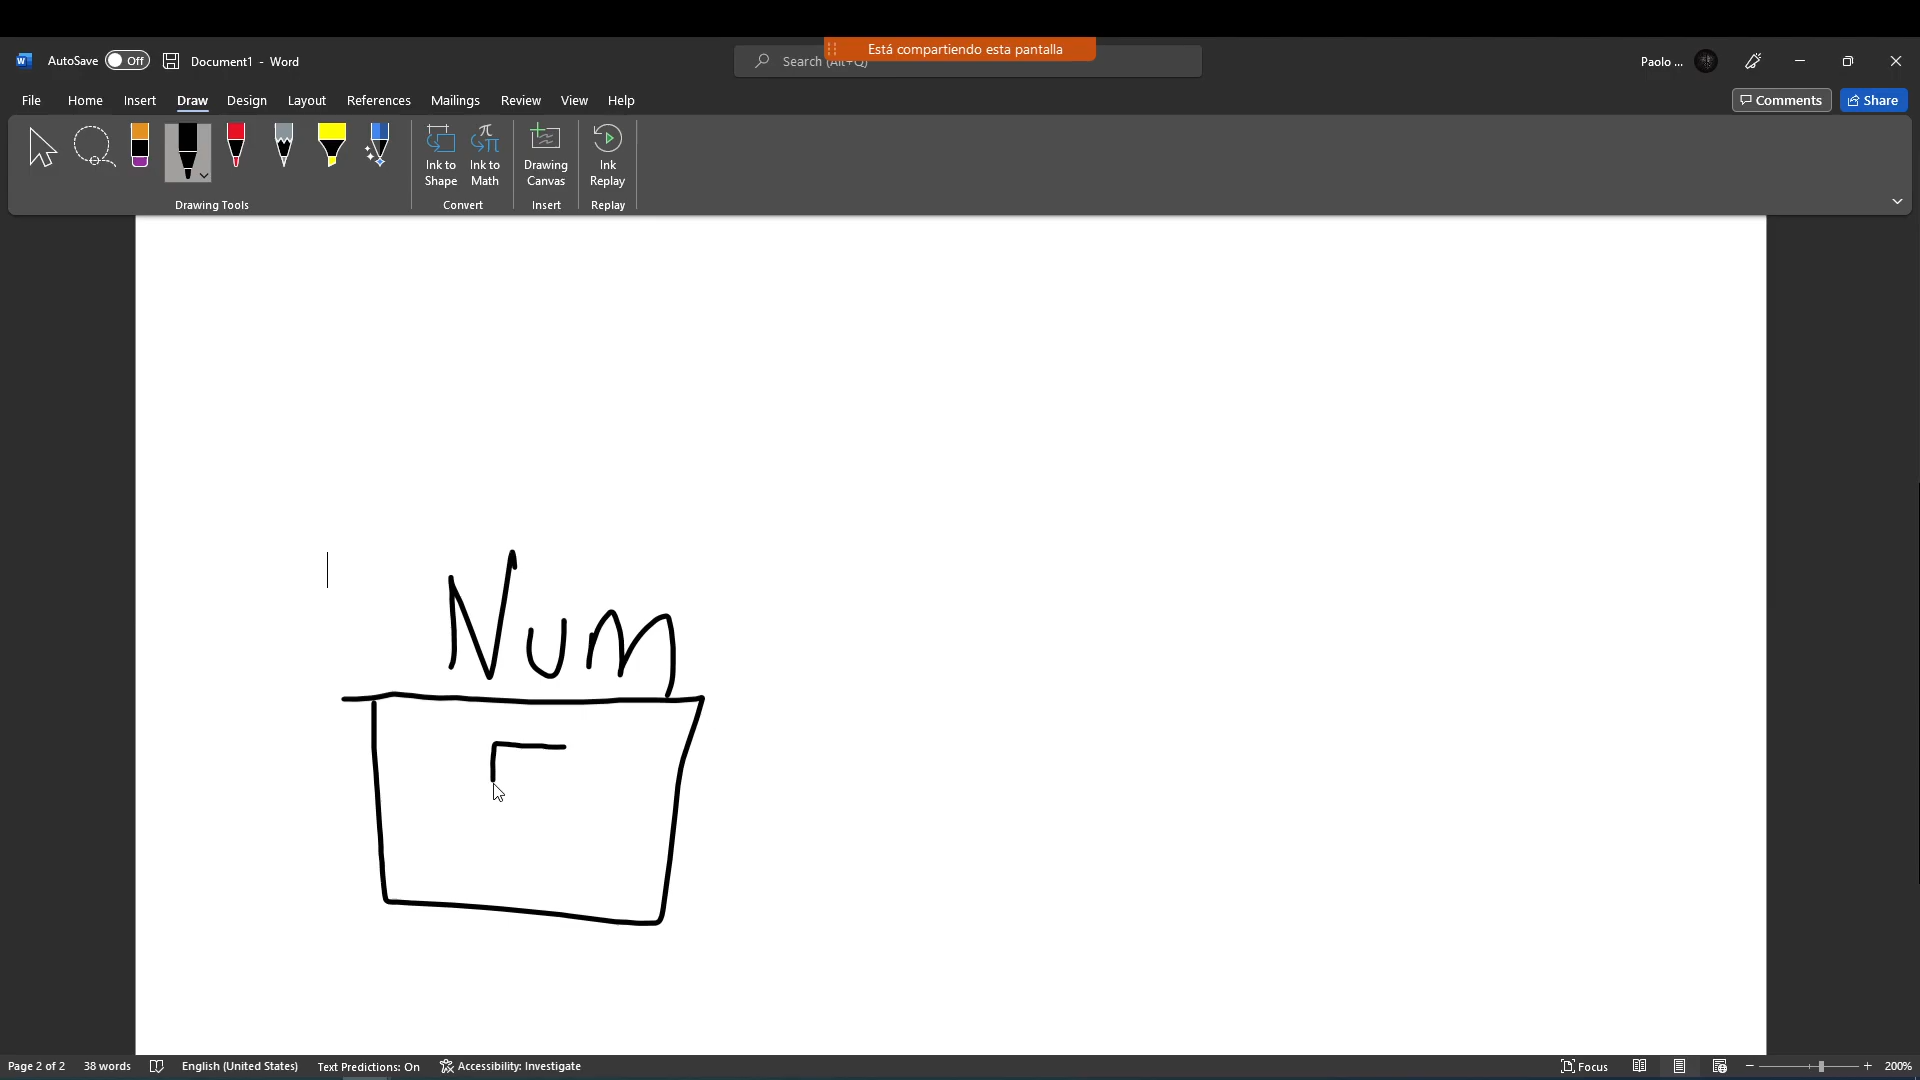 Está compartiendo esta pantalla
AutoSave Off Document1 - Word Search (Alt+Q) Paolo ...
File Home Insert Draw Design Layout References Mailings Review View Help Comments Share
Ink to Shape
Ink to Math
Drawing Canvas
Ink Replay
Drawing Tools Convert Insert Replay
Num
Page 2 of 2 38 words English (United States) Text Predictions: On Accessibility: Investigate Focus 200%